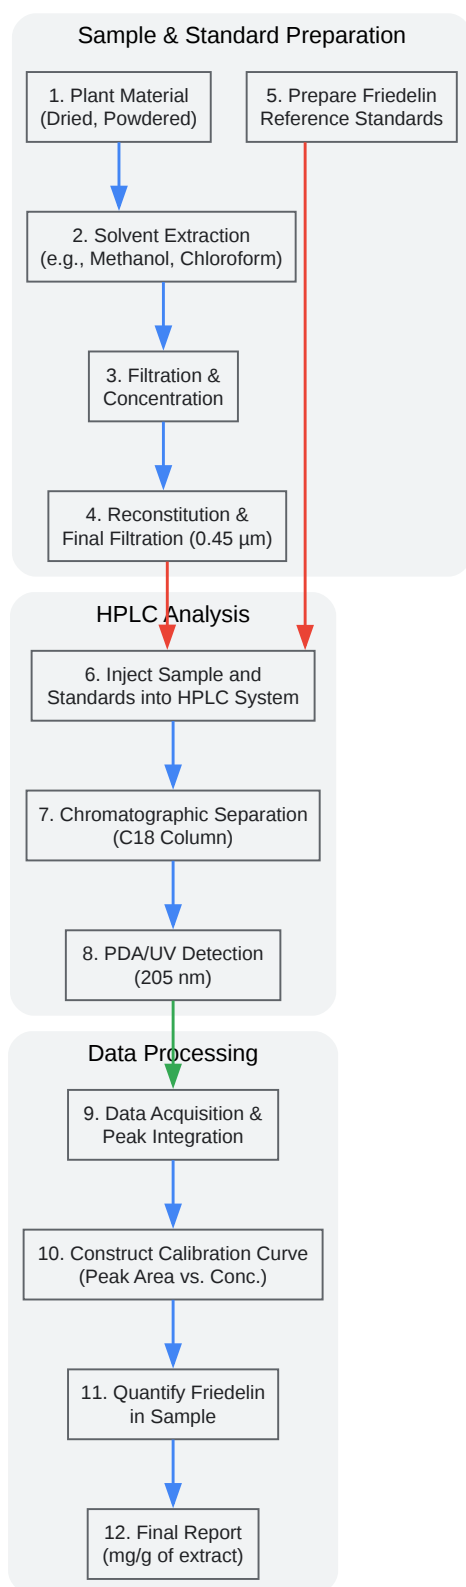 Sample & Standard Preparation
1. Plant Material
(Dried, Powdered)
5. Prepare Friedelin
Reference Standards
2. Solvent Extraction
(e.g., Methanol, Chloroform)
3. Filtration &
Concentration
4. Reconstitution &
Final Filtration (0.45 µm)
HPLC Analysis
6. Inject Sample and
Standards into HPLC System
7. Chromatographic Separation
(C18 Column)
8. PDA/UV Detection
(205 nm)
Data Processing
9. Data Acquisition &
Peak Integration
10. Construct Calibration Curve
(Peak Area vs. Conc.)
11. Quantify Friedelin
in Sample
12. Final Report
(mg/g of extract)